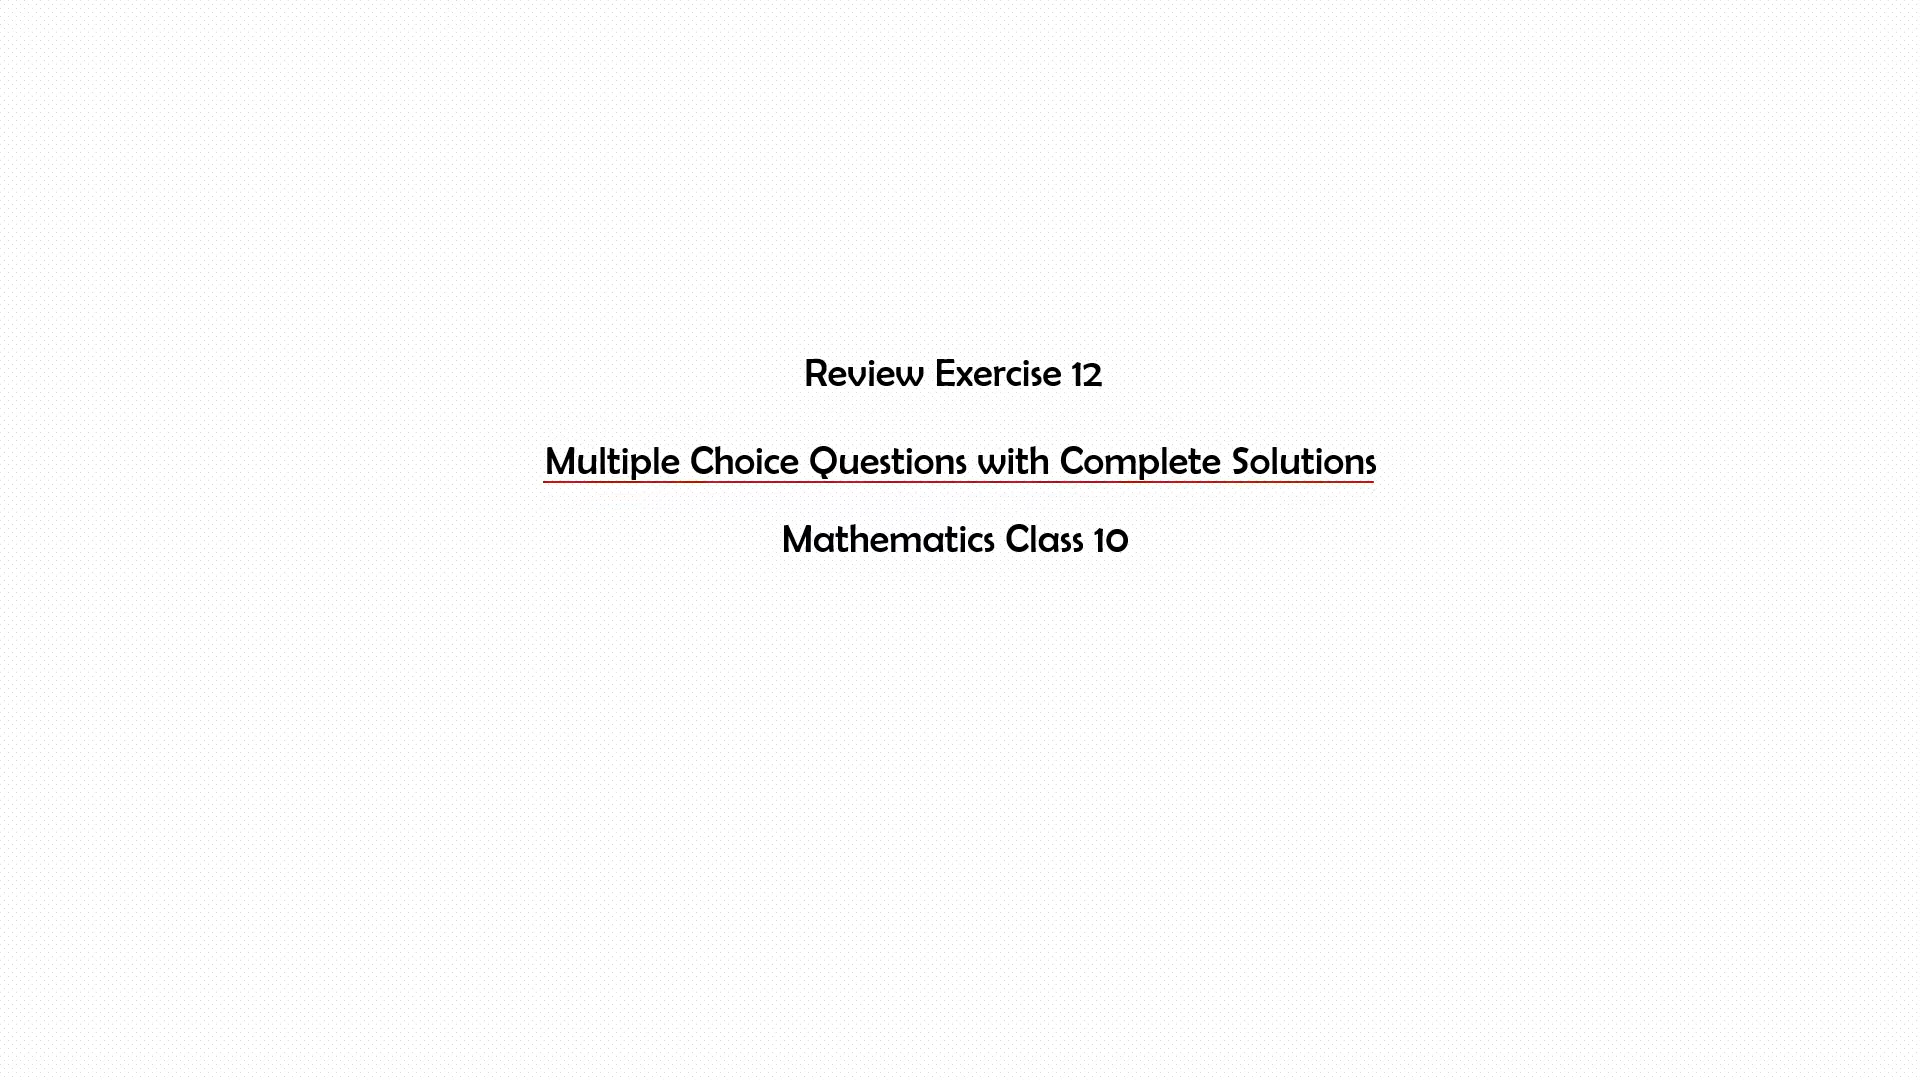 Review Exercise 12
Multiple Choice Questions with Complete Solutions
Mathematics Class 10